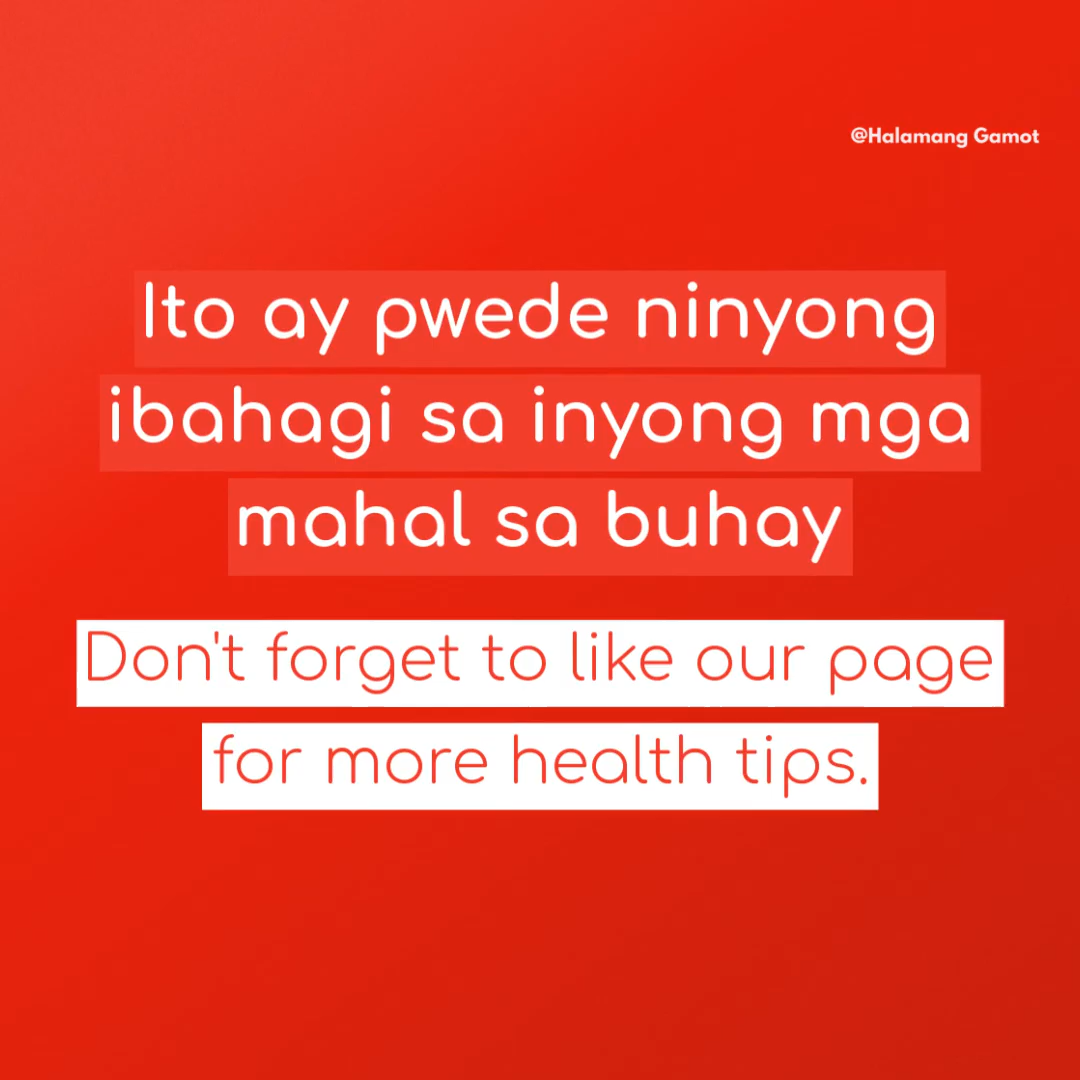 @Halamang Gamot
Ito ay pwede ninyong
ibahagi sa inyong mga
mahal sa buhay
Don't forget to like our page
for more health tips.